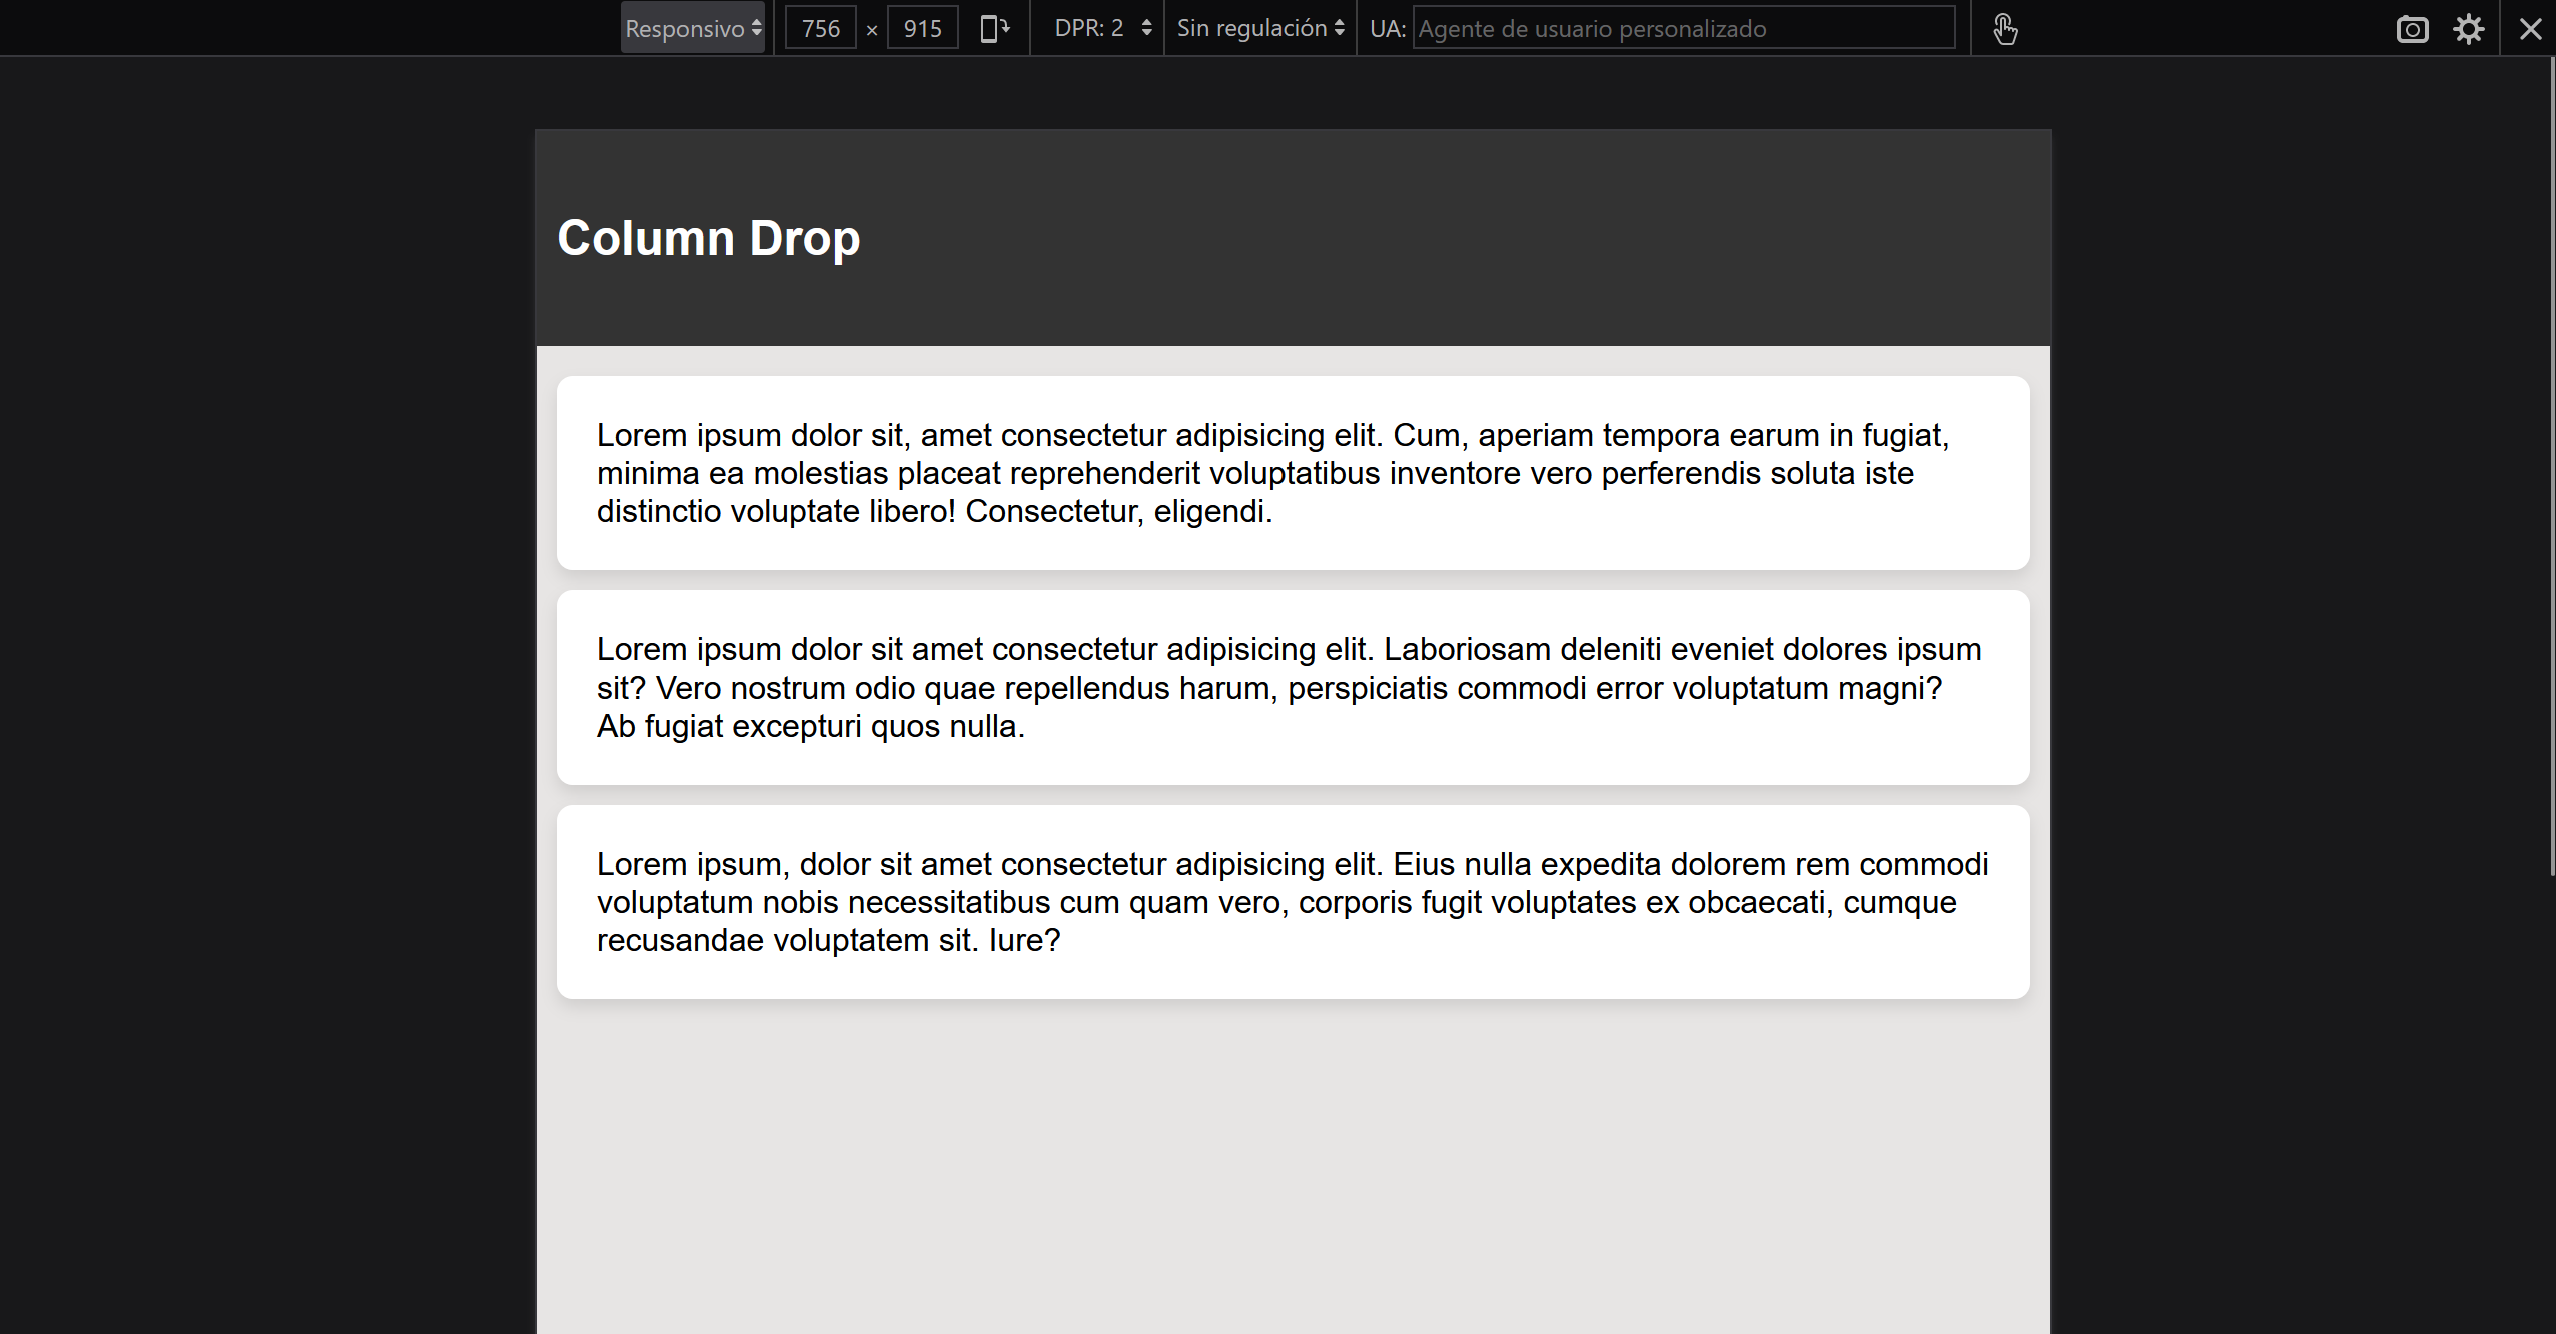 Responsivo 756 × 915 DPR: 2 Sin regulación UA: Agente de usuario personalizado
Column Drop
Lorem ipsum dolor sit, amet consectetur adipisicing elit. Cum, aperiam tempora earum in fugiat,
minima ea molestias placeat reprehenderit voluptatibus inventore vero perferendis soluta iste
distinctio voluptate libero! Consectetur, eligendi.
Lorem ipsum dolor sit amet consectetur adipisicing elit. Laboriosam deleniti eveniet dolores ipsum
sit? Vero nostrum odio quae repellendus harum, perspiciatis commodi error voluptatum magni?
Ab fugiat excepturi quos nulla.
Lorem ipsum, dolor sit amet consectetur adipisicing elit. Eius nulla expedita dolorem rem commodi
voluptatum nobis necessitatibus cum quam vero, corporis fugit voluptates ex obcaecati, cumque
recusandae voluptatem sit. Iure?